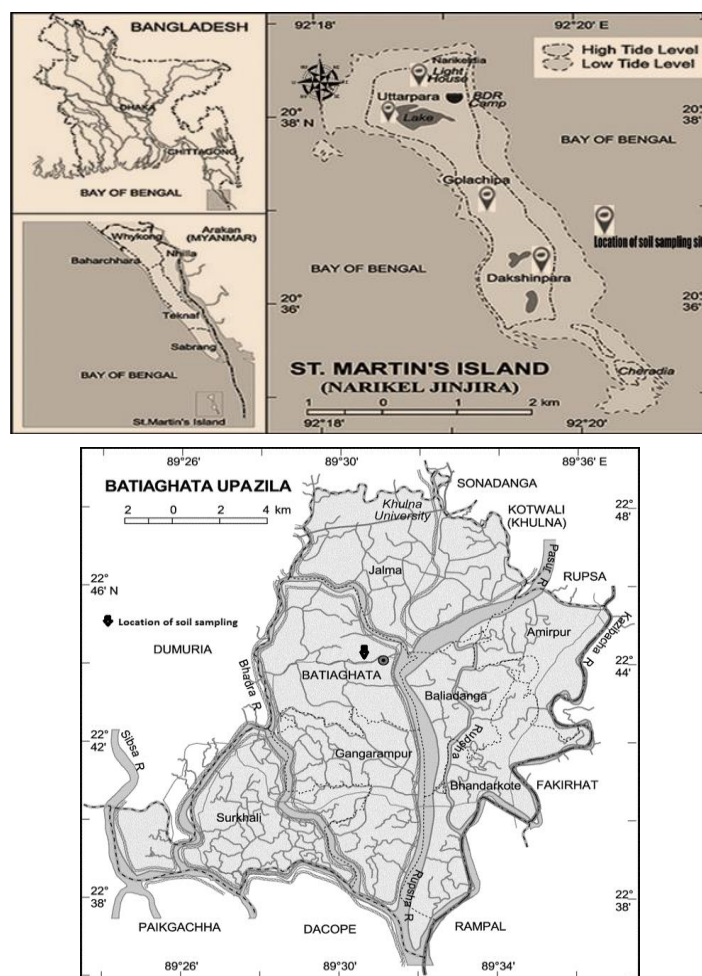 BANGLADESH
DHAKA
CHITTAGONG
BAY OF BENGAL
Whykong
Arakan
(MYANMAR)
Nhilla
Baharchhara
Teknaf
Sabrang
BAY OF BENGAL
St.Martin's Island
92°18'
92°20' E
High Tide Level
Low Tide Level
Narikeldia
Light
House
Uttarpara
BDR
Camp
Lake
20°
38' N
20°
38'
BAY OF BENGAL
Golachipa
Location of soil sampling sit
BAY OF BENGAL
Dakshinpara
20°
36'
20°
36'
Cheradia
ST. MARTIN'S ISLAND
(NARIKEL JINJIRA)
1 0 1 2 km
92°18'
92°20'
89°26'
89°30'
89°36' E
BATIAGHATA UPAZILA
2 0 2 4 km
SONADANGA
Khulna
University
KOTWALI
(KHULNA)
22°
48'
Jalma
Pasur R
RUPSA
22°
46' N
Kazibacha R
Location of soil sampling
Amirpur
DUMURIA
22°
44'
BATIAGHATA
Bhadra R
Baliadanga
22°
42'
Sibsa R
Rupsha
Gangarampur
Bhandarkote
FAKIRHAT
Surkhali
22°
38'
Rupsha R
22°
38'
PAIKGACHHA
DACOPE
RAMPAL
89°26'
89°30'
89°34'